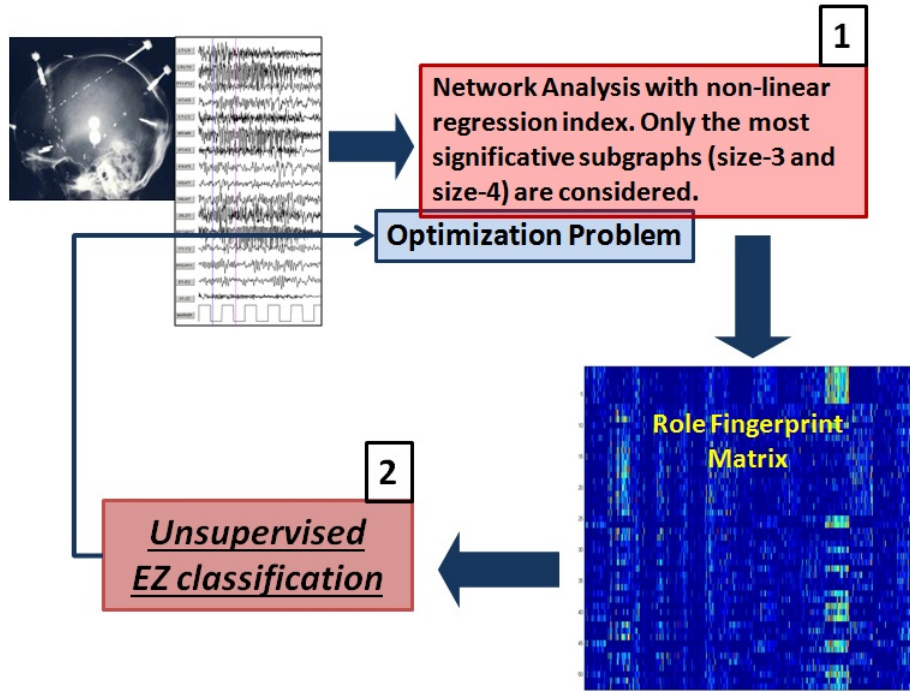 1
Network Analysis with non-linear
regression index. Only the most
significative subgraphs (size-3 and
size-4) are considered.
Optimization Problem
Role Fingerprint
Matrix
2
Unsupervised
EZ classification